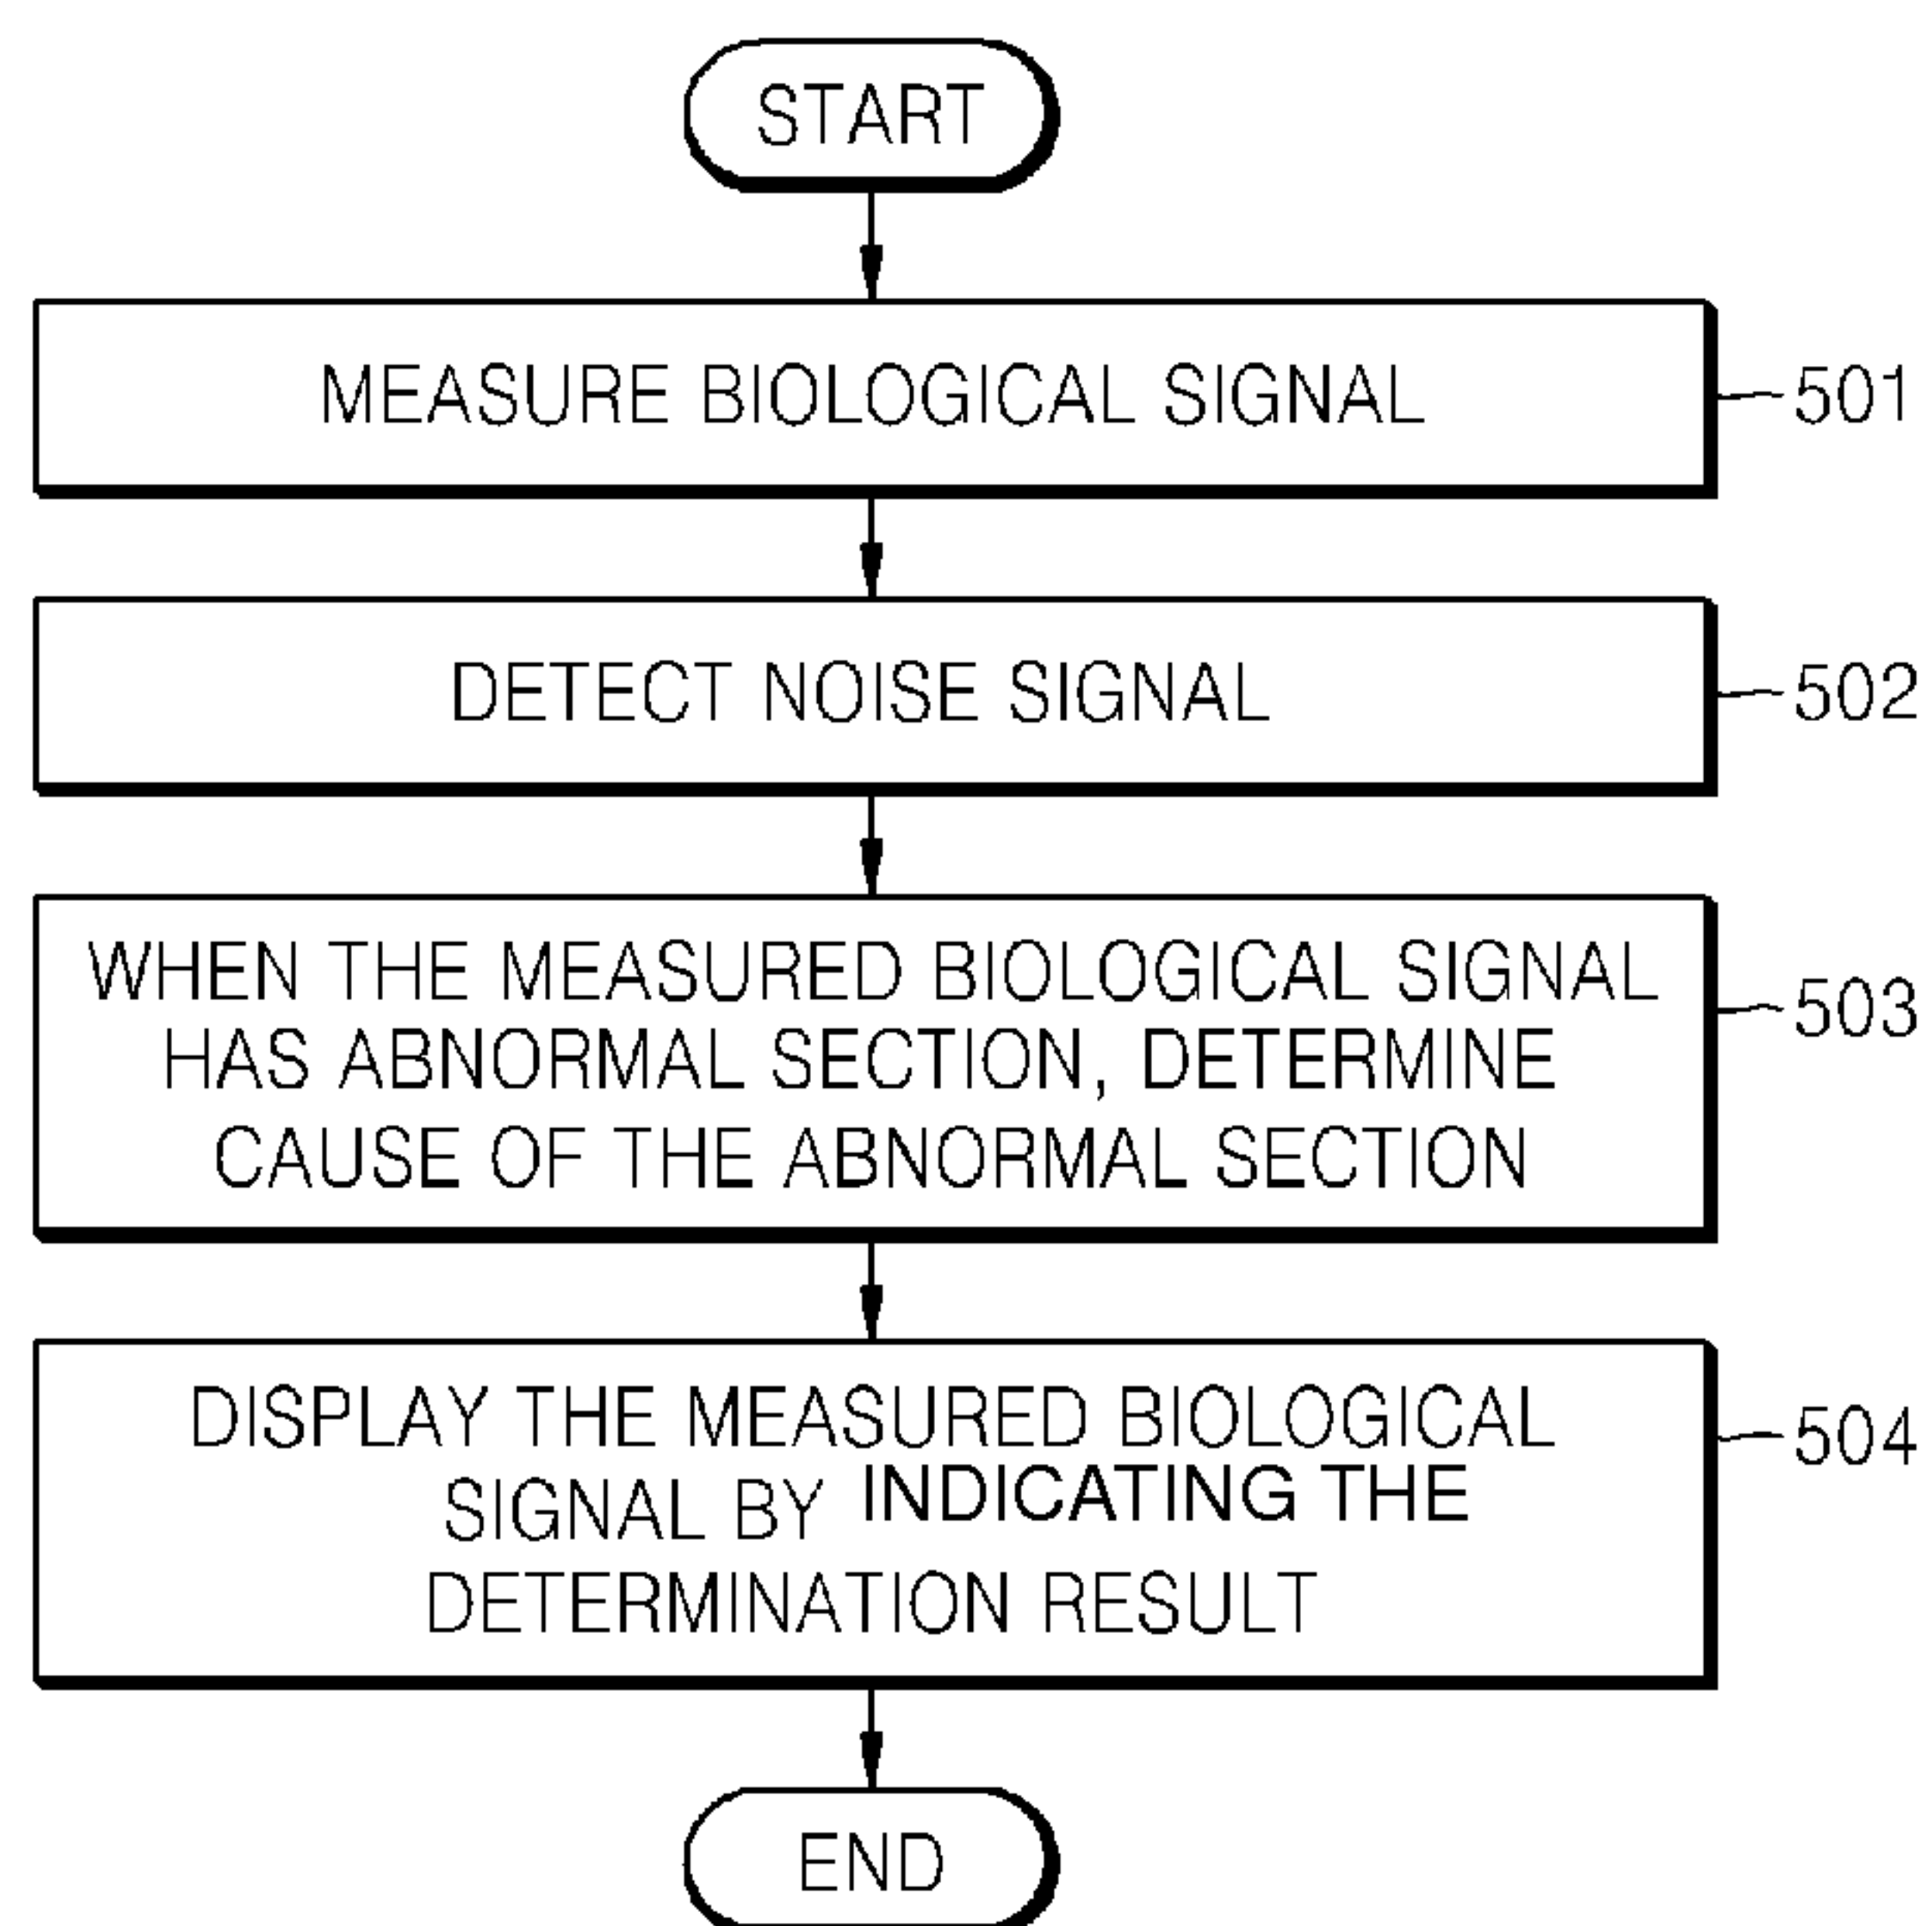 START
MEASURE BIOLOGICAL SIGNAL
501
DETECT NOISE SIGNAL
502
WHEN THE MEASURED BIOLOGICAL SIGNAL
HAS ABNORMAL SECTION, DETERMINE
CAUSE OF THE ABNORMAL SECTION
503
DISPLAY THE MEASURED BIOLOGICAL
SIGNAL BY INDICATING THE
DETERMINATION RESULT
504
END